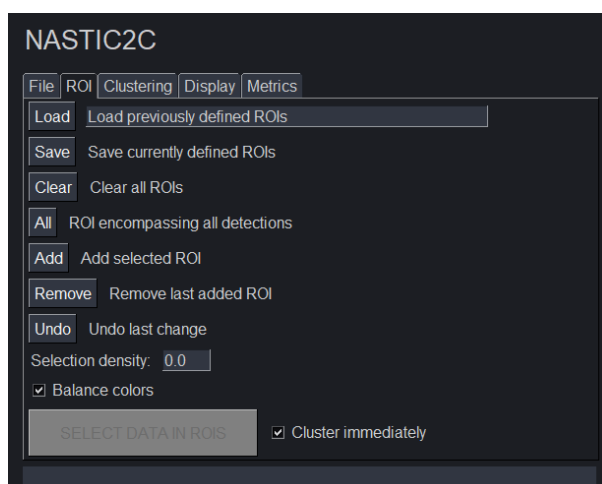 NASTIC2C
File ROI Clustering Display Metrics
Load Load previously defined ROIs
Save Save currently defined ROIs
Clear Clear all ROIs
All ROI encompassing all detections
Add Add selected ROI
Remove Remove last added ROI
Undo Undo last change
Selection density: 0.0
Balance colors
SELECT DATA IN ROIS Cluster immediately